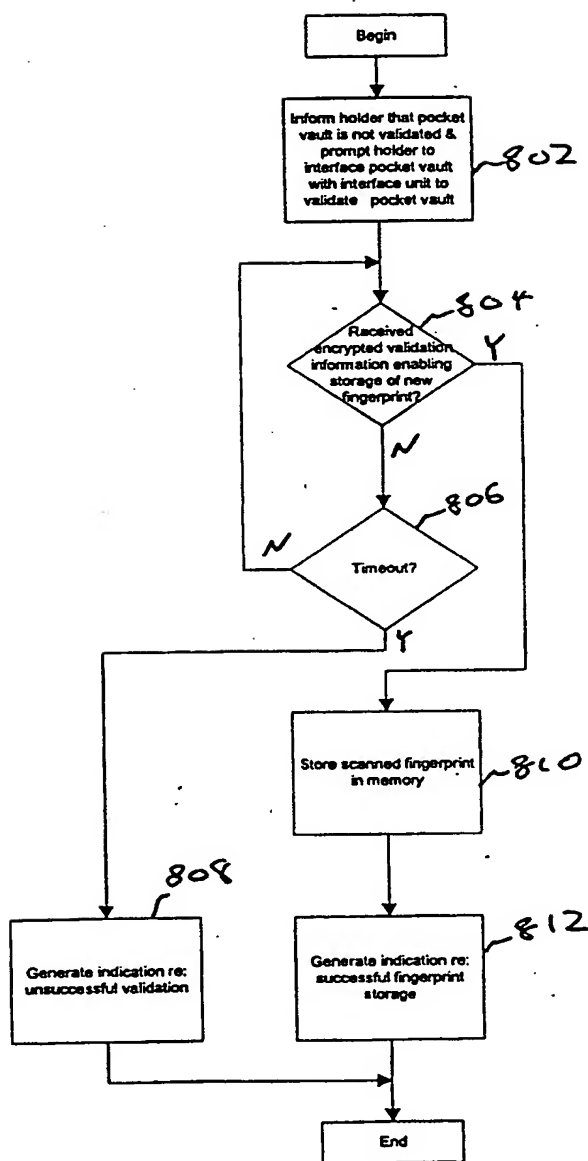 Begin
Inform holder that pocket
vault is not validated &
prompt holder to
interface pocket vault
with interface unit to
validate pocket vault
802
804
Received
encrypted validation
information enabling
storage of new
fingerprint?
Y
N
806
Timeout?
N
Y
Store scanned fingerprint
in memory
810
808
Generate indication re:
unsuccessful validation
812
Generate indication re:
successful fingerprint
storage
End